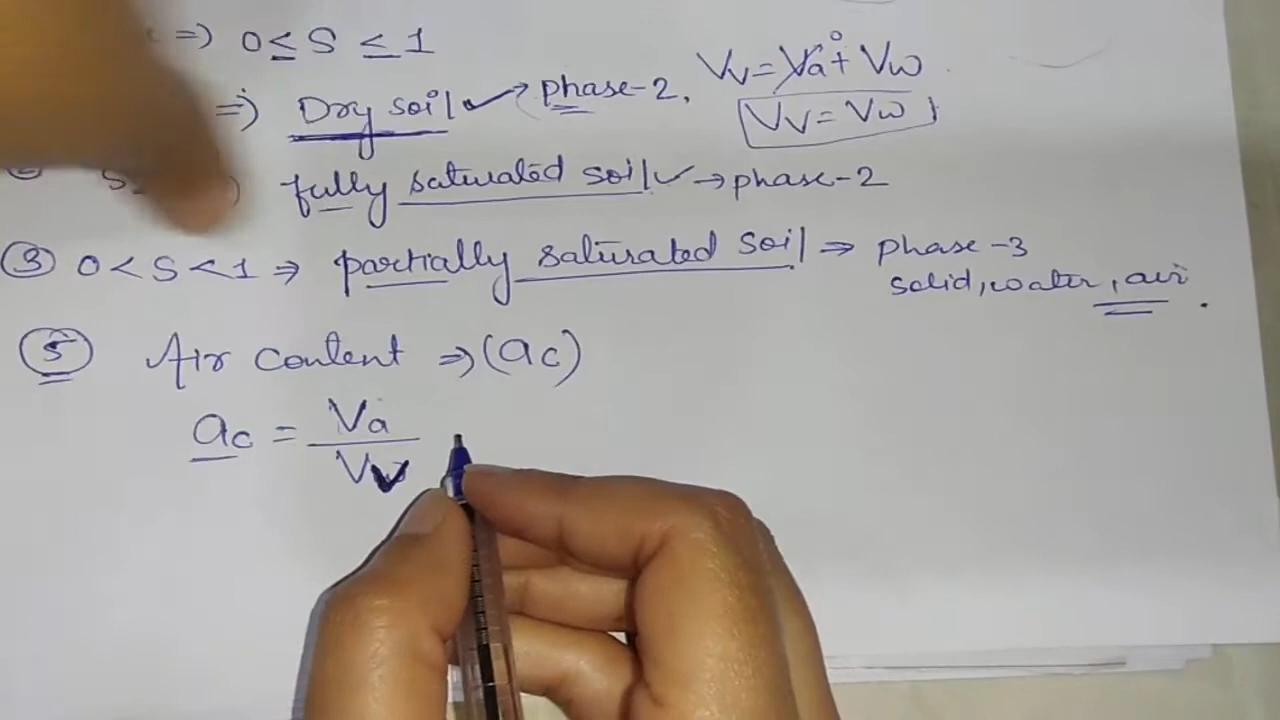 => 0 ≤ S ≤ 1
=> Dry soil ✓ → phase-2, Vv = Va° + Vw
Vv = Vw
fully saturated soil ✓ → phase-2
③ 0 < S < 1 ⇒ partially saturated soil ⇒ phase-3
solid, water, air.
⑤ Air content ⇒ (ac)
ac = Va
Vv